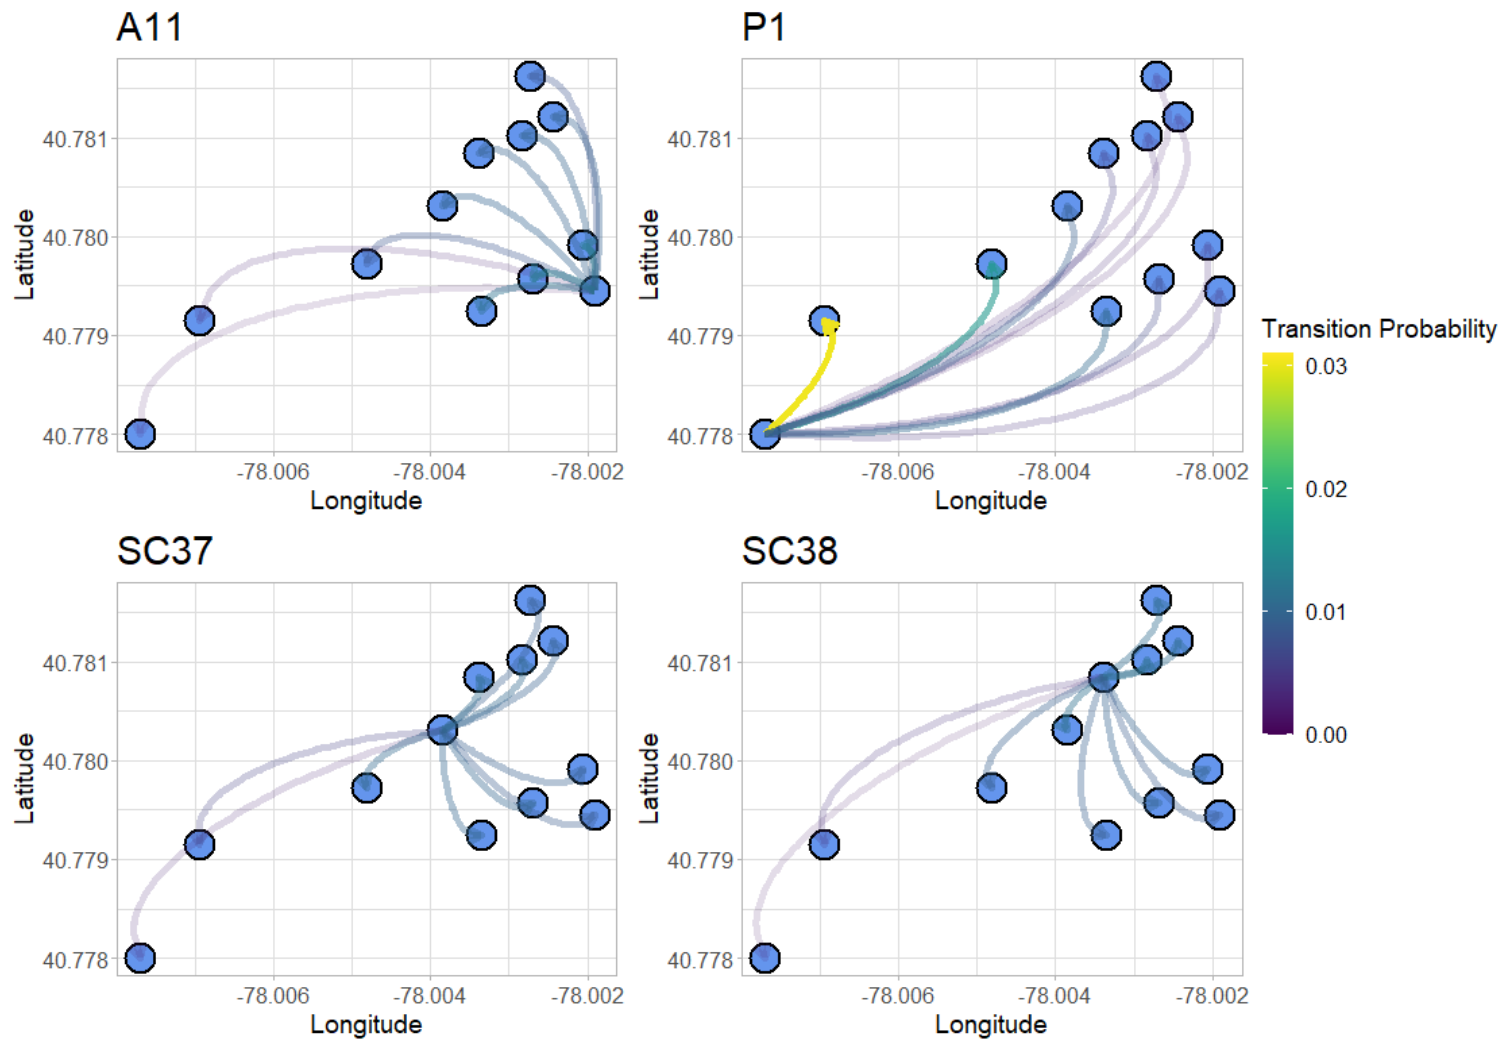 A11
P1
40.781
40.780
40.779
40.778
Latitude
-78.006
-78.004
-78.002
Longitude
40.781
40.780
40.779
40.778
Latitude
-78.006
-78.004
-78.002
Longitude
Transition Probability
0.03
0.02
0.01
0.00
SC37
SC38
40.781
40.780
40.779
40.778
Latitude
-78.006
-78.004
-78.002
Longitude
40.781
40.780
40.779
40.778
Latitude
-78.006
-78.004
-78.002
Longitude